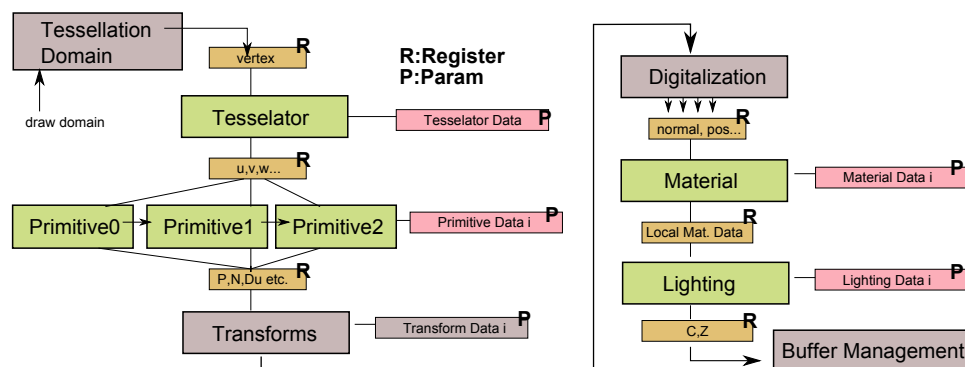 Tessellation
Domain
draw domain
vertex
R
R:Register
P:Param
Tesselator
Tesselator Data
P
u,v,w...
R
Primitive0
Primitive1
Primitive2
Primitive Data i
P
P,N,Du etc.
R
Transforms
Transform Data i
P
Digitalization
normal, pos...
R
Material
Material Data i
P
Local Mat. Data
R
Lighting
Lighting Data i
P
C,Z
R
Buffer Management